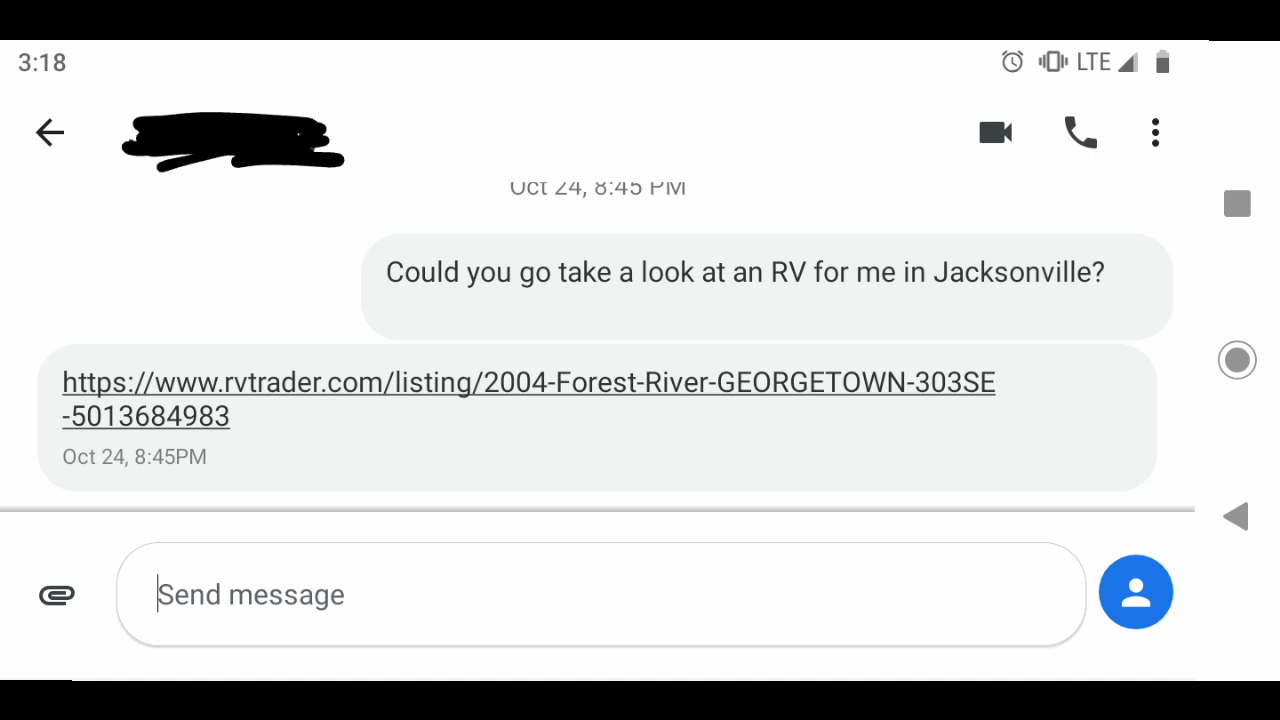 3:18
LTE
Oct 24, 8:45 PM
Could you go take a look at an RV for me in Jacksonville?
https://www.rvtrader.com/listing/2004-Forest-River-GEORGETOWN-303SE
-5013684983
Oct 24, 8:45PM
Send message